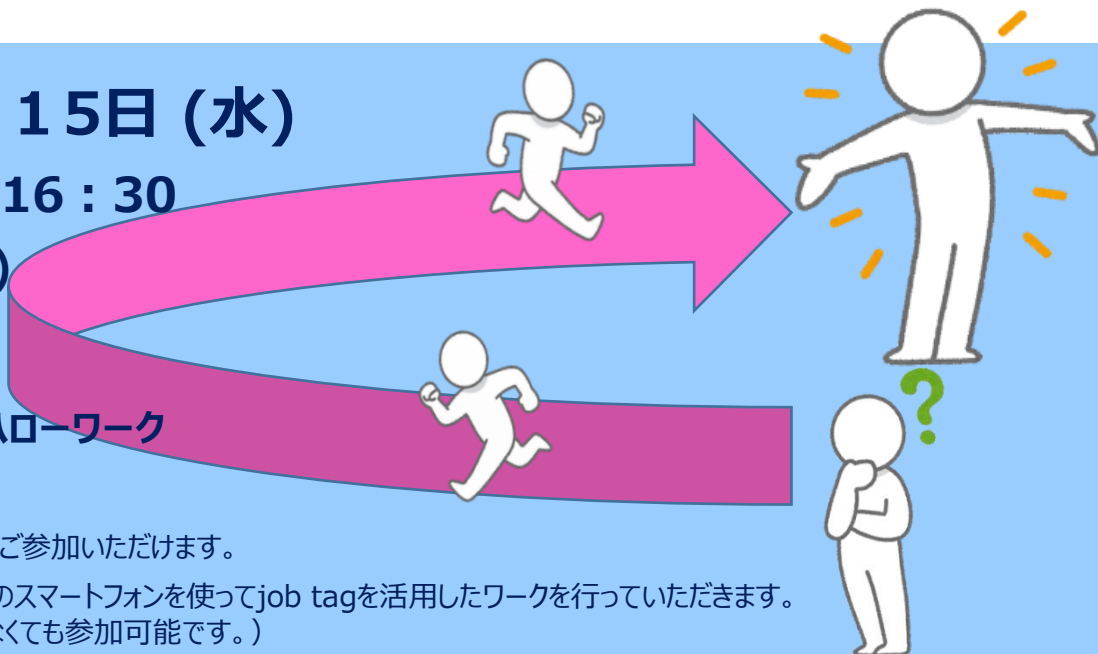 15日 (水)
16：30
)
ハローワーク
ご参加いただけます。
のスマートフォンを使ってjob tagを活用したワークを行っていただきます。
くても参加可能です。）
?